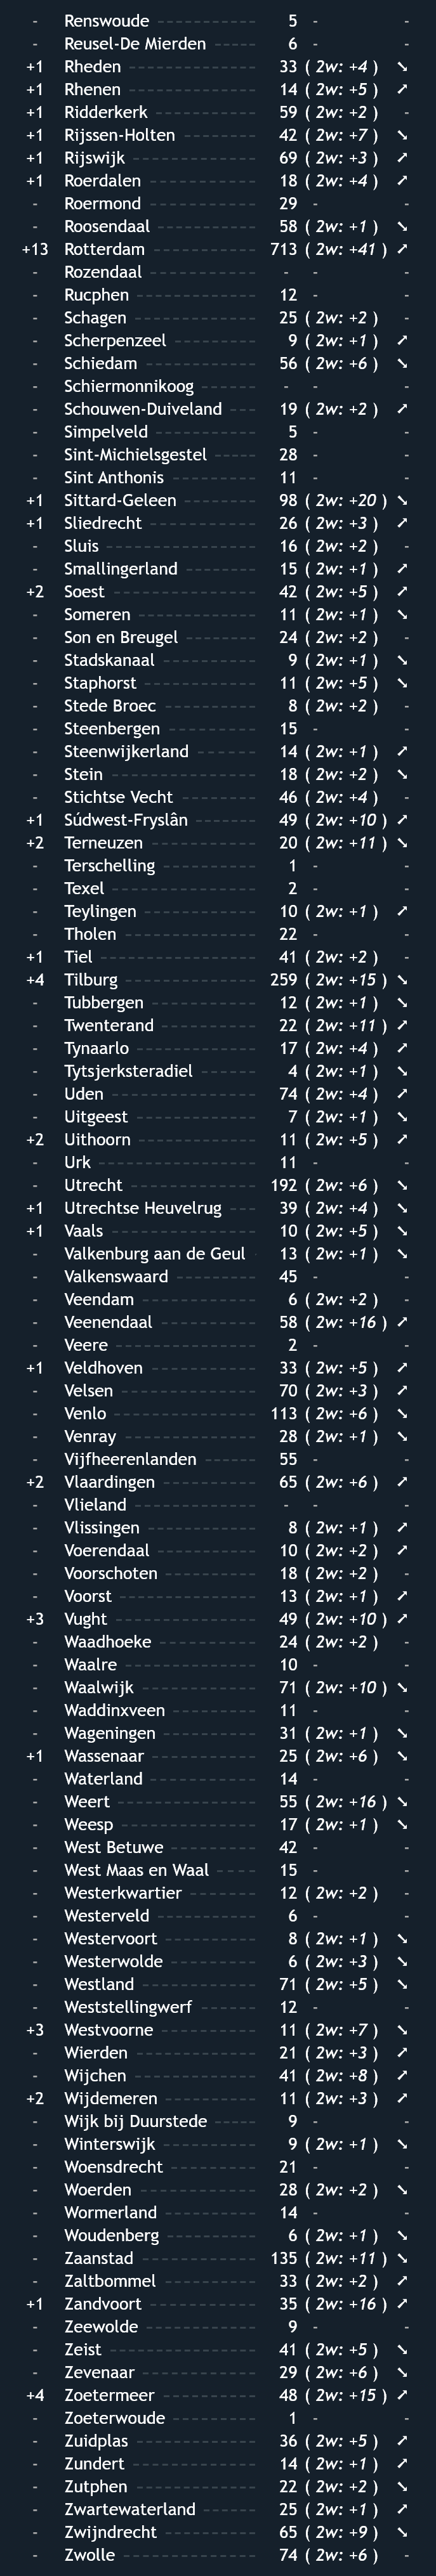 - Renswoude 5 - -
- Reusel-De Mierden 6 - -
+1 Rheden 33 ( 2w: +4 ) ↘
+1 Rhenen 14 ( 2w: +5 ) ↗
+1 Ridderkerk 59 ( 2w: +2 ) -
+1 Rijssen-Holten 42 ( 2w: +7 ) ↘
+1 Rijswijk 69 ( 2w: +3 ) ↗
+1 Roerdalen 18 ( 2w: +4 ) ↗
- Roermond 29 - -
- Roosendaal 58 ( 2w: +1 ) ↘
+13 Rotterdam 713 ( 2w: +41 ) ↗
- Rozendaal - - -
- Rucphen 12 - -
- Schagen 25 ( 2w: +2 ) -
- Scherpenzeel 9 ( 2w: +1 ) ↗
- Schiedam 56 ( 2w: +6 ) ↘
- Schiermonnikoog - - -
- Schouwen-Duiveland 19 ( 2w: +2 ) ↗
- Simpelveld 5 - -
- Sint-Michielsgestel 28 - -
- Sint Anthonis 11 - -
+1 Sittard-Geleen 98 ( 2w: +20 ) ↘
+1 Sliedrecht 26 ( 2w: +3 ) ↗
- Sluis 16 ( 2w: +2 ) -
- Smallingerland 15 ( 2w: +1 ) ↗
+2 Soest 42 ( 2w: +5 ) ↗
- Someren 11 ( 2w: +1 ) ↘
- Son en Breugel 24 ( 2w: +2 ) -
- Stadskanaal 9 ( 2w: +1 ) ↘
- Staphorst 11 ( 2w: +5 ) ↘
- Stede Broec 8 ( 2w: +2 ) -
- Steenbergen 15 - -
- Steenwijkerland 14 ( 2w: +1 ) ↗
- Stein 18 ( 2w: +2 ) ↘
- Stichtse Vecht 46 ( 2w: +4 ) -
+1 Súdwest-Fryslân 49 ( 2w: +10 ) ↗
+2 Terneuzen 20 ( 2w: +11 ) ↘
- Terschelling 1 - -
- Texel 2 - -
- Teylingen 10 ( 2w: +1 ) ↗
- Tholen 22 - -
+1 Tiel 41 ( 2w: +2 ) -
+4 Tilburg 259 ( 2w: +15 ) ↘
- Tubbergen 12 ( 2w: +1 ) ↘
- Twenterand 22 ( 2w: +11 ) ↗
- Tynaarlo 17 ( 2w: +4 ) ↗
- Tytsjerksteradiel 4 ( 2w: +1 ) ↘
- Uden 74 ( 2w: +4 ) ↗
- Uitgeest 7 ( 2w: +1 ) ↘
+2 Uithoorn 11 ( 2w: +5 ) ↗
- Urk 11 - -
- Utrecht 192 ( 2w: +6 ) ↘
+1 Utrechtse Heuvelrug 39 ( 2w: +4 ) ↘
+1 Vaals 10 ( 2w: +5 ) ↘
- Valkenburg aan de Geul 13 ( 2w: +1 ) ↘
- Valkenswaard 45 - -
- Veendam 6 ( 2w: +2 ) -
- Veenendaal 58 ( 2w: +16 ) ↗
- Veere 2 - -
+1 Veldhoven 33 ( 2w: +5 ) ↗
- Velsen 70 ( 2w: +3 ) ↗
- Venlo 113 ( 2w: +6 ) ↘
- Venray 28 ( 2w: +1 ) ↘
- Vijfheerenlanden 55 - -
+2 Vlaardingen 65 ( 2w: +6 ) ↗
- Vlieland - - -
- Vlissingen 8 ( 2w: +1 ) ↗
- Voerendaal 10 ( 2w: +2 ) ↗
- Voorschoten 18 ( 2w: +2 ) -
- Voorst 13 ( 2w: +1 ) ↗
+3 Vught 49 ( 2w: +10 ) ↗
- Waadhoeke 24 ( 2w: +2 ) -
- Waalre 10 - -
- Waalwijk 71 ( 2w: +10 ) ↘
- Waddinxveen 11 - -
- Wageningen 31 ( 2w: +1 ) ↘
+1 Wassenaar 25 ( 2w: +6 ) ↘
- Waterland 14 - -
- Weert 55 ( 2w: +16 ) ↘
- Weesp 17 ( 2w: +1 ) ↘
- West Betuwe 42 - -
- West Maas en Waal 15 - -
- Westerkwartier 12 ( 2w: +2 ) -
- Westerveld 6 - -
- Westervoort 8 ( 2w: +1 ) ↘
- Westerwolde 6 ( 2w: +3 ) ↘
- Westland 71 ( 2w: +5 ) ↘
- Weststellingwerf 12 - -
+3 Westvoorne 11 ( 2w: +7 ) ↘
- Wierden 21 ( 2w: +3 ) ↗
- Wijchen 41 ( 2w: +8 ) ↗
+2 Wijdemeren 11 ( 2w: +3 ) ↗
- Wijk bij Duurstede 9 - -
- Winterswijk 9 ( 2w: +1 ) ↘
- Woensdrecht 21 - -
- Woerden 28 ( 2w: +2 ) ↘
- Wormerland 14 - -
- Woudenberg 6 ( 2w: +1 ) ↘
- Zaanstad 135 ( 2w: +11 ) ↘
- Zaltbommel 33 ( 2w: +2 ) ↗
+1 Zandvoort 35 ( 2w: +16 ) ↗
- Zeewolde 9 - -
- Zeist 41 ( 2w: +5 ) ↘
- Zevenaar 29 ( 2w: +6 ) ↘
+4 Zoetermeer 48 ( 2w: +15 ) ↗
- Zoeterwoude 1 - -
- Zuidplas 36 ( 2w: +5 ) ↗
- Zundert 14 ( 2w: +1 ) ↗
- Zutphen 22 ( 2w: +2 ) ↘
- Zwartewaterland 25 ( 2w: +1 ) ↗
- Zwijndrecht 65 ( 2w: +9 ) ↘
- Zwolle 74 ( 2w: +6 ) -